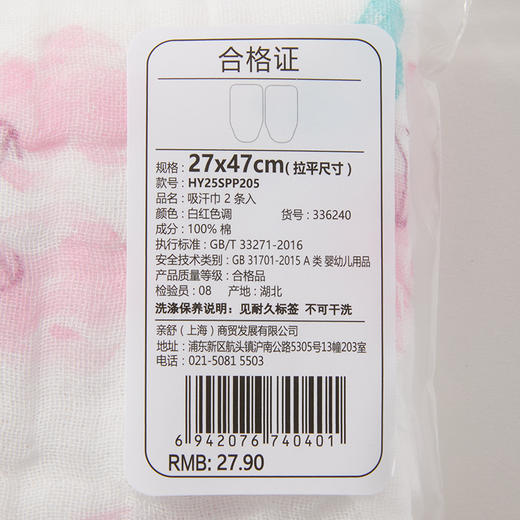 合格证
规格: 27x47cm(拉平尺寸)
款号: HY25SPP205
品名: 吸汗巾 2 条入
颜色: 白红色调 货号: 336240
成分: 100% 棉
执行标准: GB/T 33271-2016
安全技术类别: GB 31701-2015 A 类 婴幼儿用品
产品质量等级: 合格品
检验员: 08 产地: 湖北
洗涤保养说明: 见耐久标签 不可干洗
亲舒（上海）商贸发展有限公司
地址: 浦东新区航头镇沪南公路5305号13幢203室
电话: 021-5081 5503
6 942076 740401
RMB: 27.90